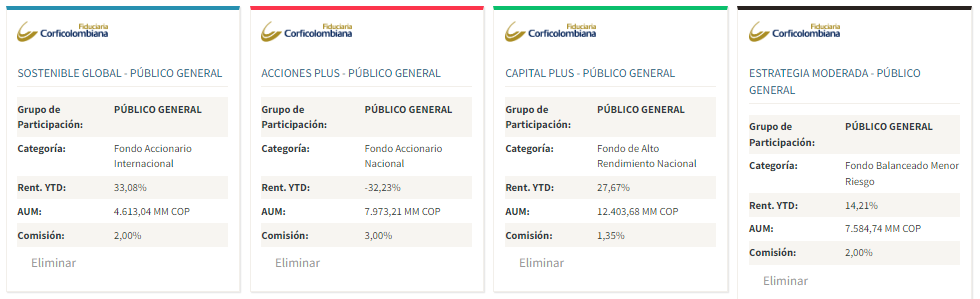 Fiduciaria
Corficolombiana
SOSTENIBLE GLOBAL - PÚBLICO GENERAL
Grupo de PÚBLICO GENERAL
Participación:
Categoría: Fondo Accionario
Internacional
Rent. YTD: 33,08%
AUM: 4.613,04 MM COP
Comisión: 2,00%
Eliminar
Fiduciaria
Corficolombiana
ACCIONES PLUS - PÚBLICO GENERAL
Grupo de PÚBLICO GENERAL
Participación:
Categoría: Fondo Accionario
Nacional
Rent. YTD: -32,23%
AUM: 7.973,21 MM COP
Comisión: 3,00%
Eliminar
Fiduciaria
Corficolombiana
CAPITAL PLUS - PÚBLICO GENERAL
Grupo de PÚBLICO GENERAL
Participación:
Categoría: Fondo de Alto
Rendimiento Nacional
Rent. YTD: 27,67%
AUM: 12.403,68 MM COP
Comisión: 1,35%
Eliminar
Fiduciaria
Corficolombiana
ESTRATEGIA MODERADA - PÚBLICO
GENERAL
Grupo de PÚBLICO GENERAL
Participación:
Categoría: Fondo Balanceado Menor
Riesgo
Rent. YTD: 14,21%
AUM: 7.584,74 MM COP
Comisión: 2,00%
Eliminar